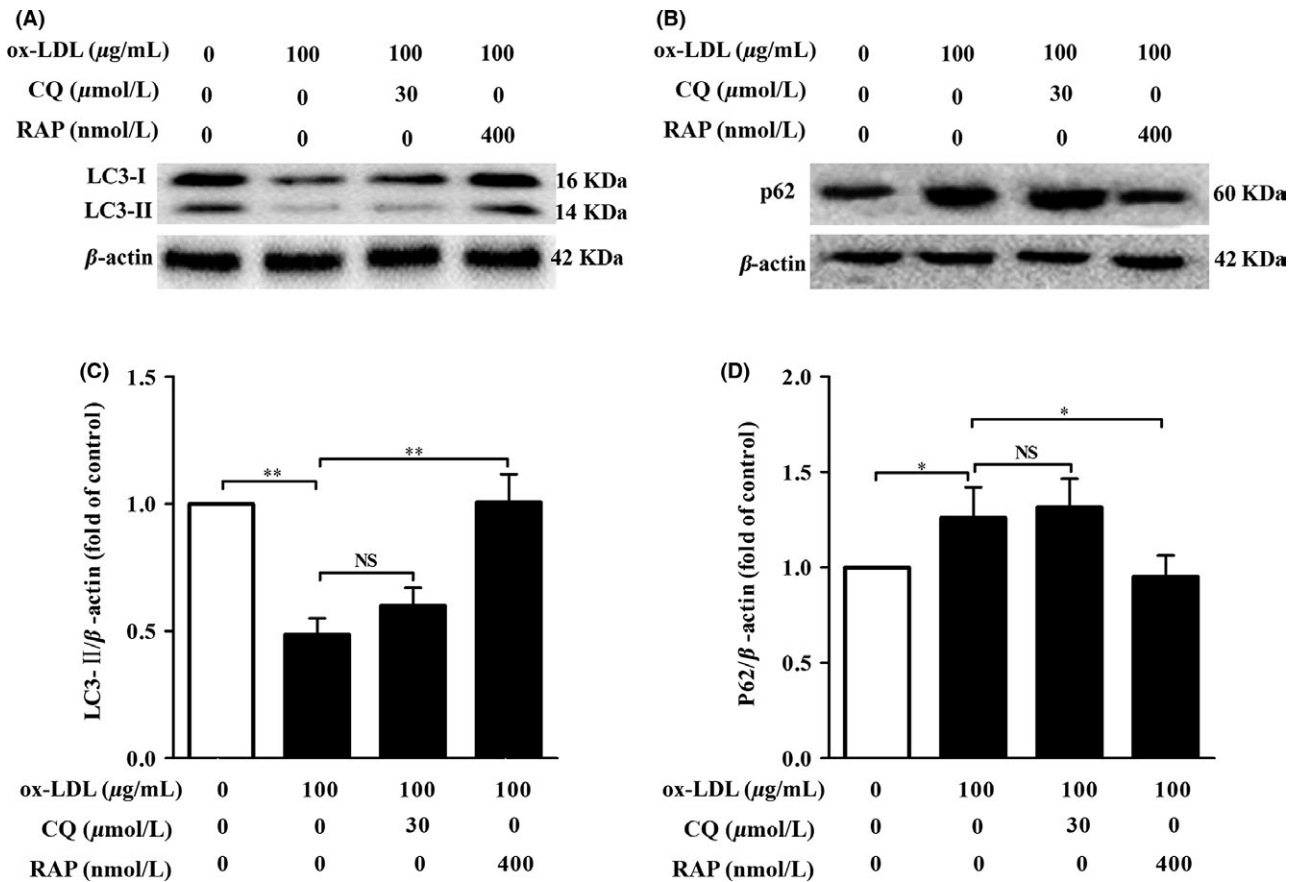 (A)
ox-LDL (μg/mL) 0 100 100 100
CQ (μmol/L) 0 0 30 0
RAP (nmol/L) 0 0 0 400
LC3-I 16 KDa
LC3-II 14 KDa
β-actin 42 KDa
(B)
ox-LDL (μg/mL) 0 100 100 100
CQ (μmol/L) 0 0 30 0
RAP (nmol/L) 0 0 0 400
p62 60 KDa
β-actin 42 KDa
(C)
LC3-Ⅱ/β-actin (fold of control)
1.5
1.0
0.5
0.0
** **
NS
ox-LDL (μg/mL) 0 100 100 100
CQ (μmol/L) 0 0 30 0
RAP (nmol/L) 0 0 0 400
(D)
P62/β-actin (fold of control)
2.0
1.5
1.0
0.5
0.0
*
* NS
ox-LDL (μg/mL) 0 100 100 100
CQ (μmol/L) 0 0 30 0
RAP (nmol/L) 0 0 0 400